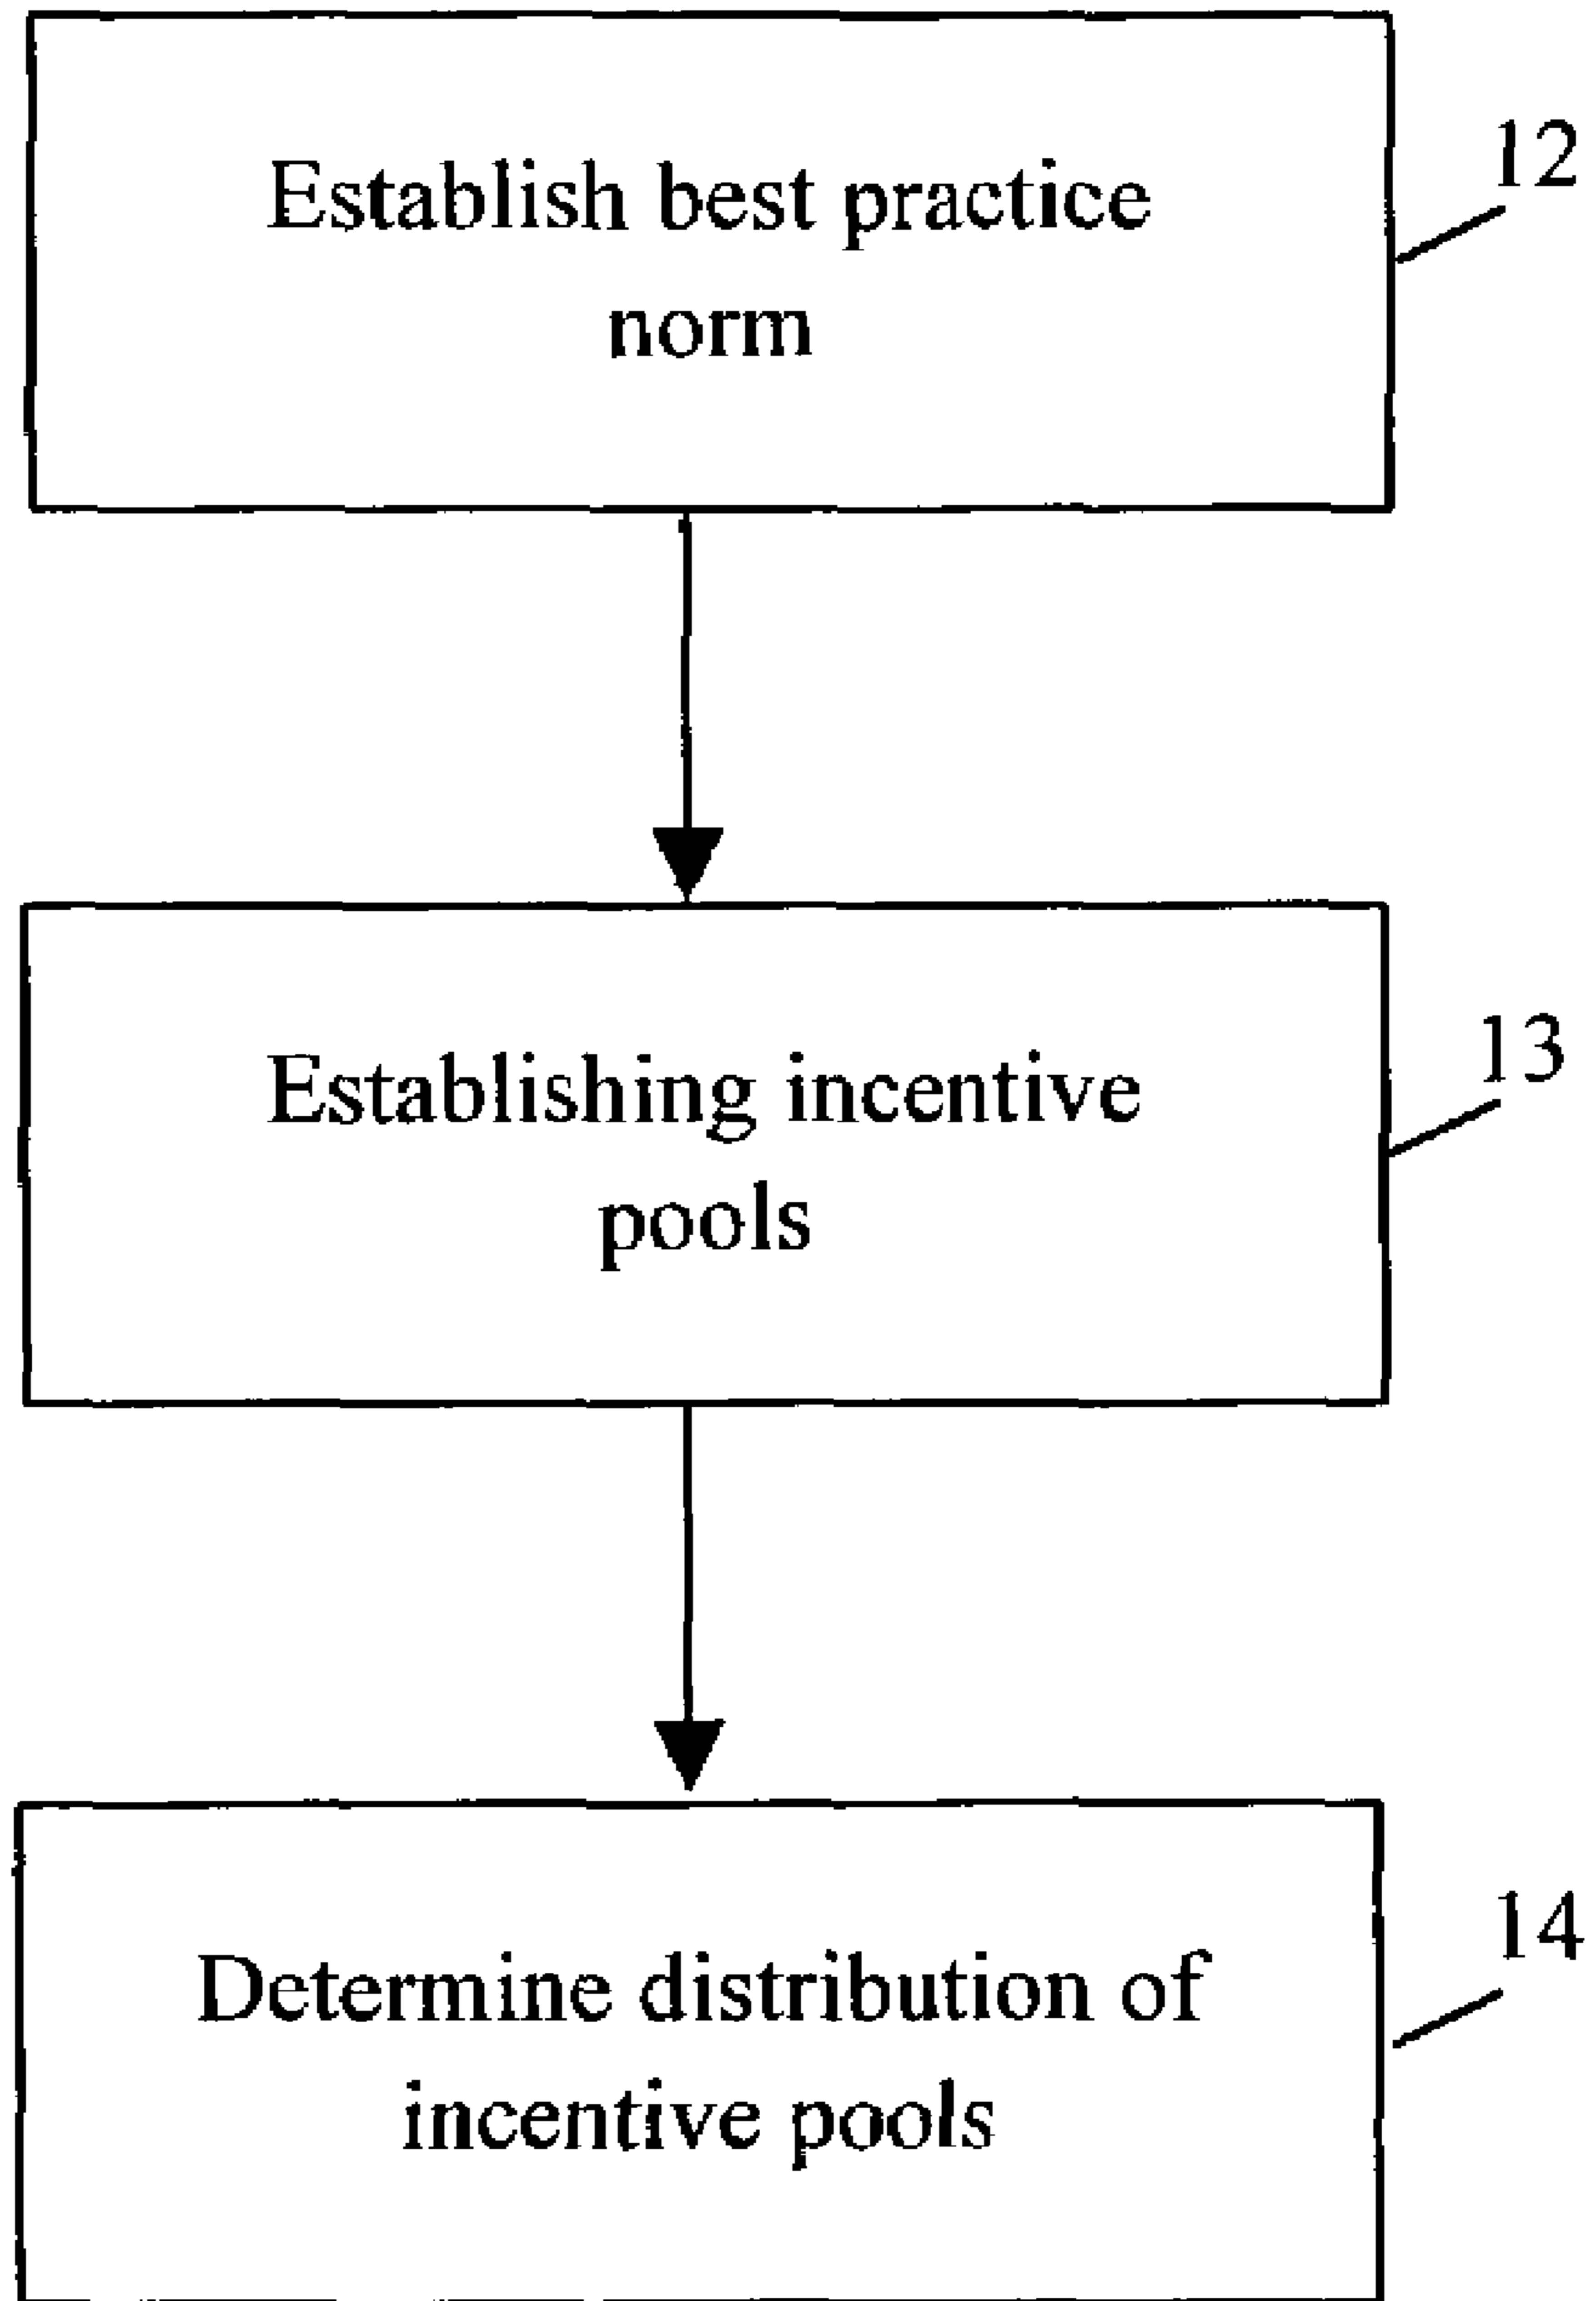 Establish best practice
norm
12
Establishing incentive
pools
13
Determine distribution of
incentive pools
14